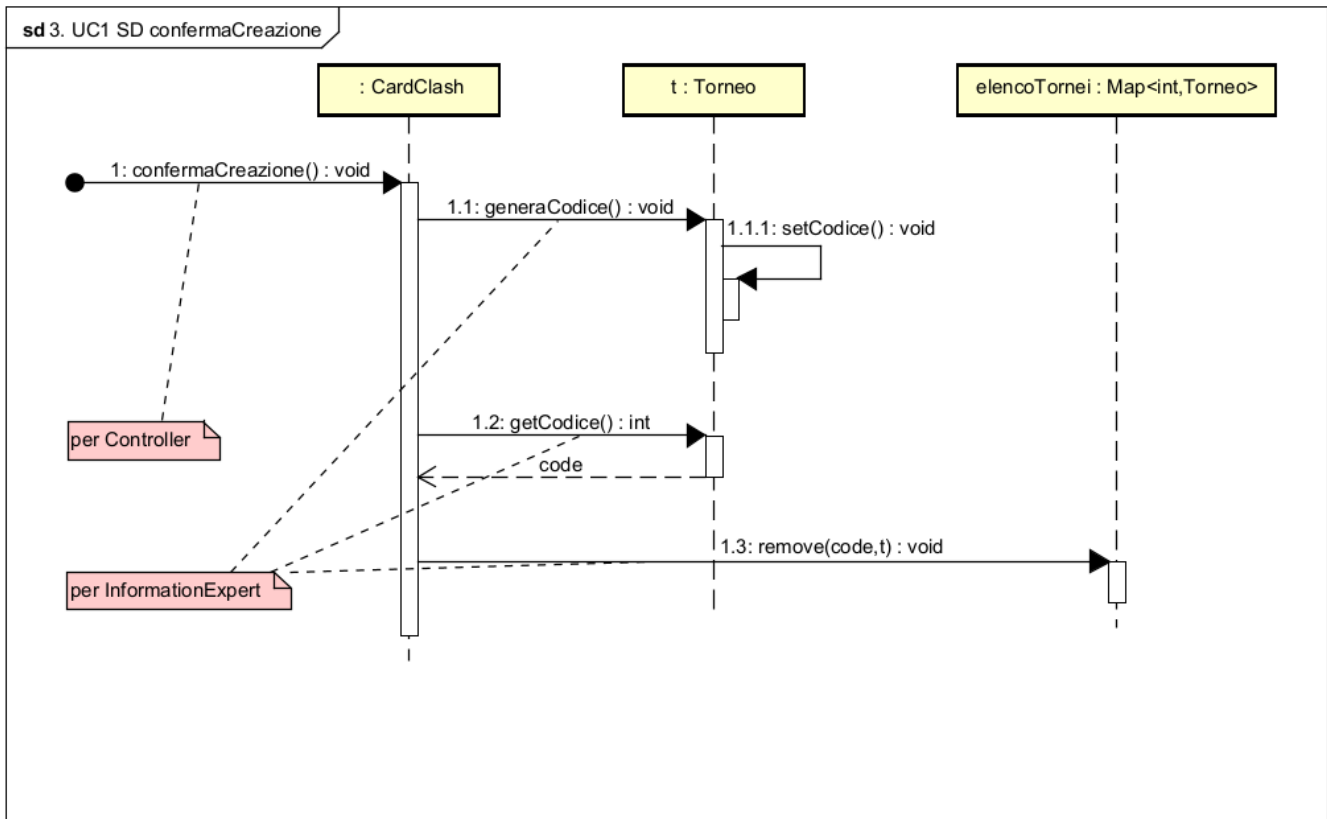 sd 3. UC1 SD confermaCreazione
: CardClash
t : Torneo
elencoTornei : Map<int,Torneo>
1: confermaCreazione() : void
1.1: generaCodice() : void
1.1.1: setCodice() : void
per Controller
1.2: getCodice() : int
code
1.3: remove(code,t) : void
per InformationExpert